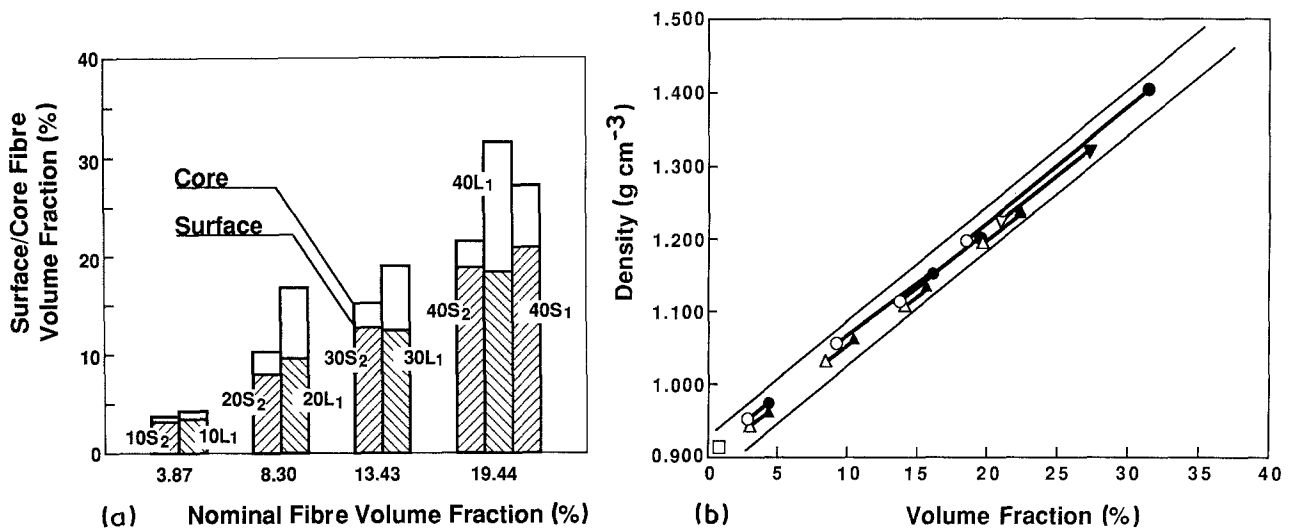 Surface/Core Fibre
Volume Fraction (%)
40
30
20
10
0
Core
Surface
10S2
10L1
20S2
20L1
30S2
30L1
40S2
40L1
40S1
3.87
8.30
13.43
19.44
(a)
Nominal Fibre Volume Fraction (%)
Density (g cm⁻³)
1.500
1.400
1.300
1.200
1.100
1.000
0.900
0
5
10
15
20
25
30
35
40
(b)
Volume Fraction (%)